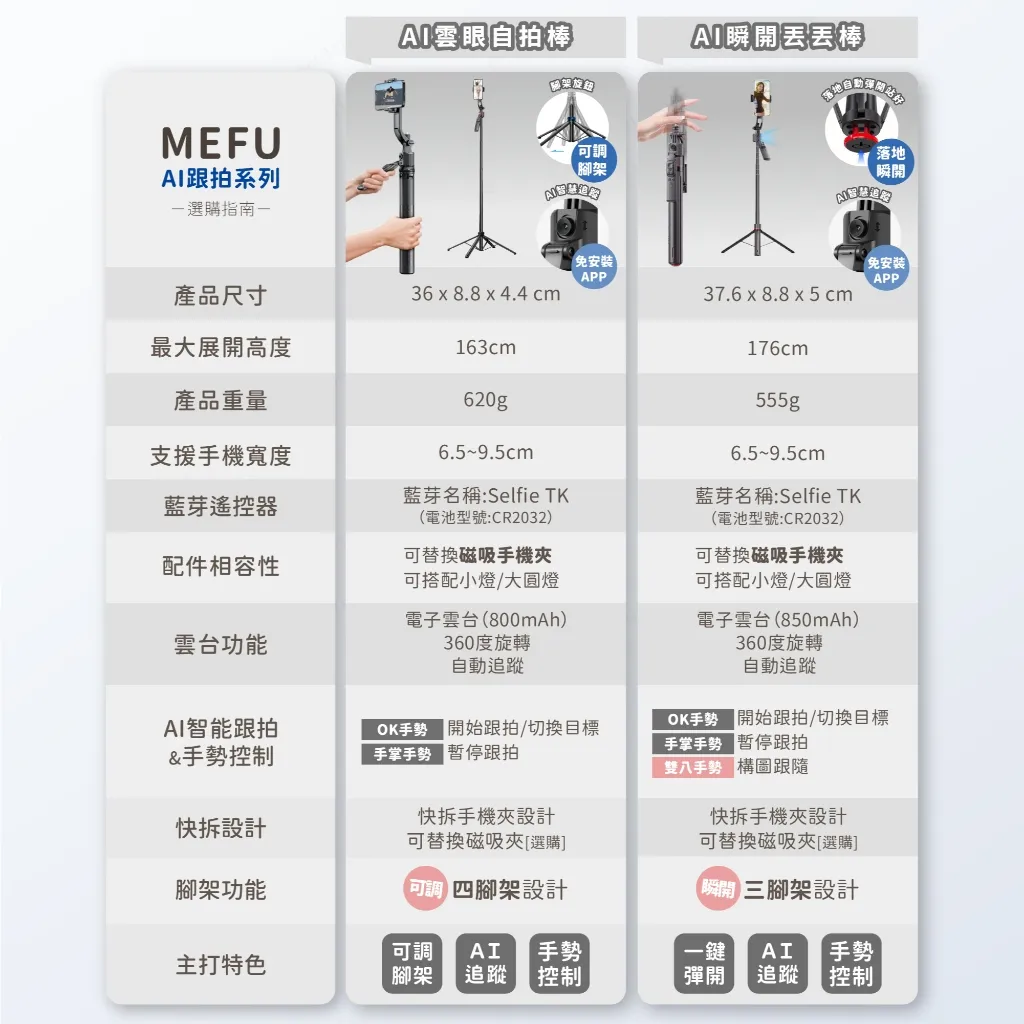 AI雲眼自拍棒
AI瞬開丟丟棒
MEFU
AI跟拍系列
－選購指南－
腳架旋鈕
可調
腳架
AI智慧追蹤
免安裝
APP
落地自動彈開站好
落地
瞬開
AI智慧追蹤
免安裝
APP
產品尺寸
36 x 8.8 x 4.4 cm
37.6 x 8.8 x 5 cm
最大展開高度
163cm
176cm
產品重量
620g
555g
支援手機寬度
6.5~9.5cm
6.5~9.5cm
藍芽遙控器
藍芽名稱:Selfie TK
（電池型號:CR2032）
藍芽名稱:Selfie TK
（電池型號:CR2032）
配件相容性
可替換磁吸手機夾
可搭配小燈/大圓燈
可替換磁吸手機夾
可搭配小燈/大圓燈
雲台功能
電子雲台（800mAh）
360度旋轉
自動追蹤
電子雲台（850mAh）
360度旋轉
自動追蹤
AI智能跟拍
&手勢控制
OK手勢 開始跟拍/切換目標
手掌手勢 暫停跟拍
OK手勢 開始跟拍/切換目標
手掌手勢 暫停跟拍
雙八手勢 構圖跟隨
快拆設計
快拆手機夾設計
可替換磁吸夾[選購]
快拆手機夾設計
可替換磁吸夾[選購]
腳架功能
可調 四腳架設計
瞬開 三腳架設計
主打特色
可調
腳架
AI
追蹤
手勢
控制
一鍵
彈開
AI
追蹤
手勢
控制